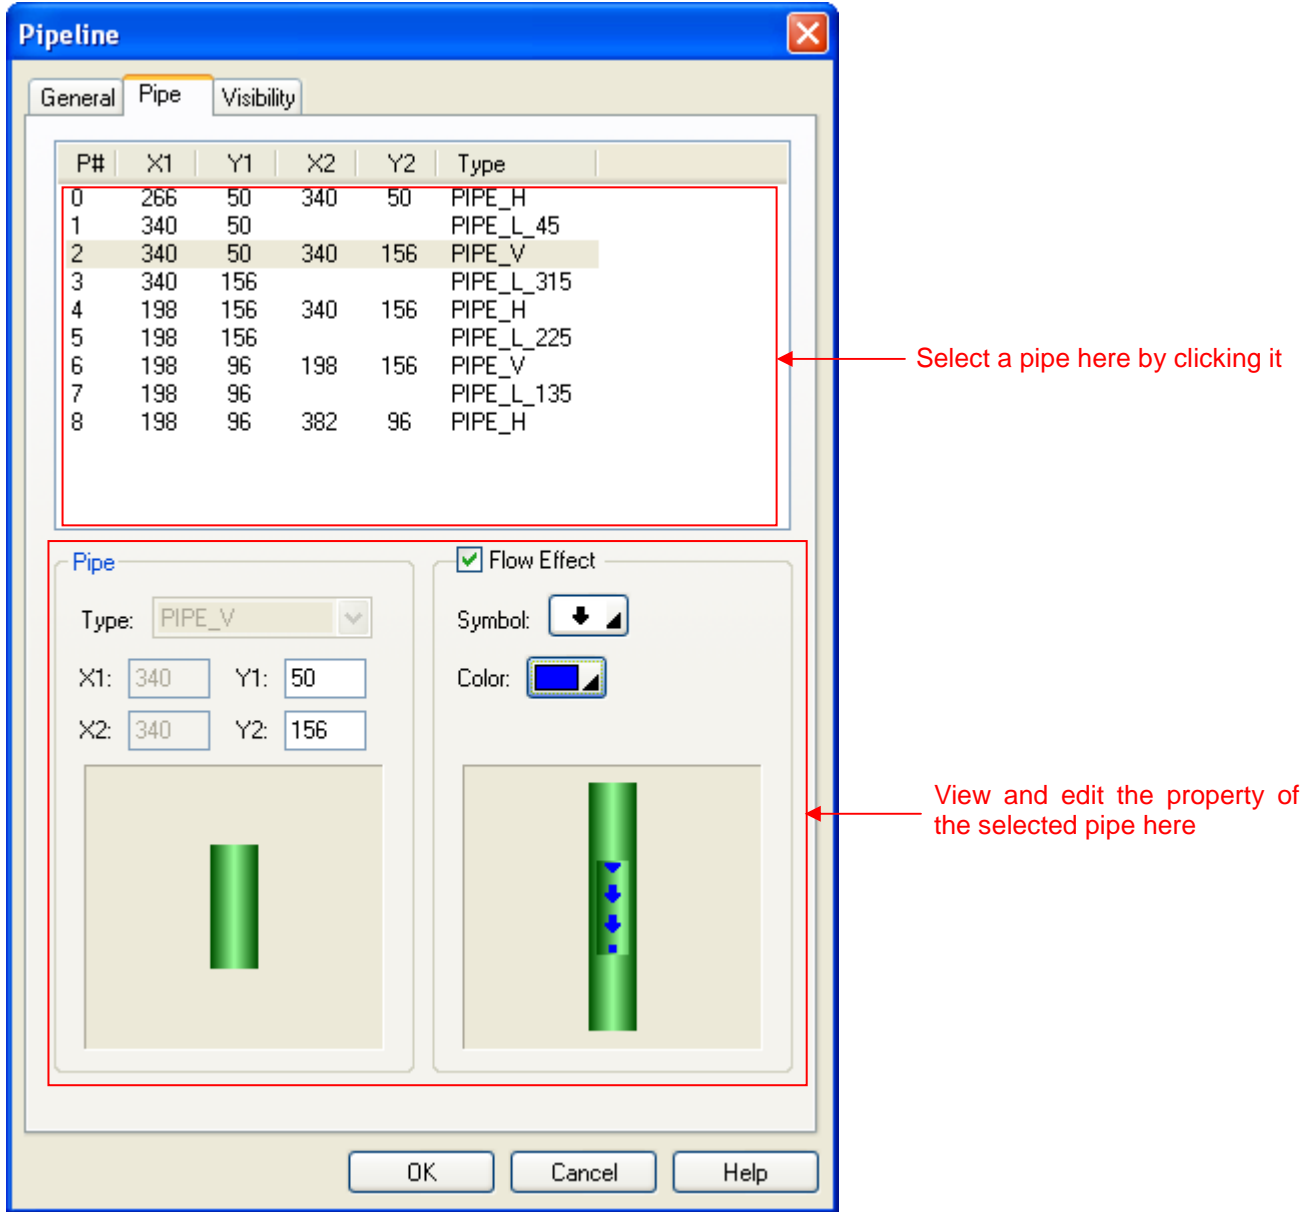 Pipeline
General Pipe Visibility
P# X1 Y1 X2 Y2 Type
0 266 50 340 50 PIPE_H
1 340 50 PIPE_L_45
2 340 50 340 156 PIPE_V
3 340 156 PIPE_L_315
4 198 156 340 156 PIPE_H
5 198 156 PIPE_L_225
6 198 96 198 156 PIPE_V
7 198 96 PIPE_L_135
8 198 96 382 96 PIPE_H
Select a pipe here by clicking it
Pipe
Type: PIPE_V
X1: 340 Y1: 50
X2: 340 Y2: 156
Flow Effect
Symbol:
Color:
View and edit the property of
the selected pipe here
OK Cancel Help